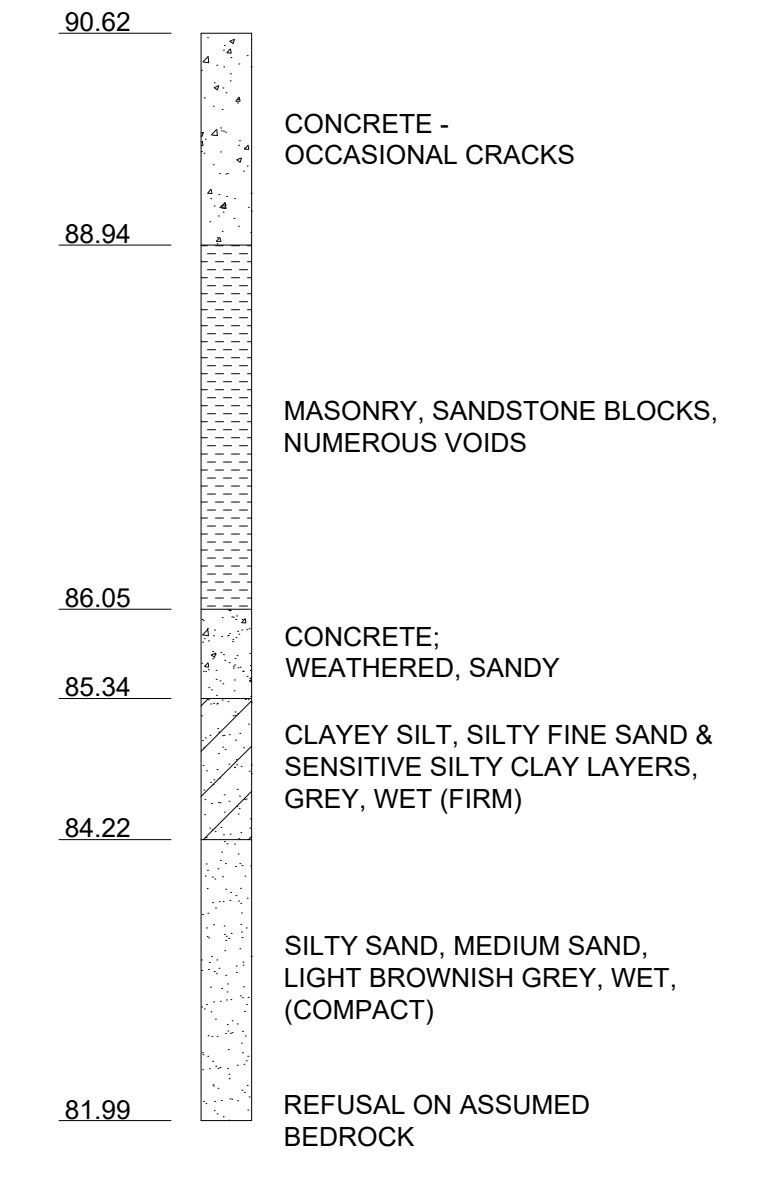 90.62
CONCRETE -
OCCASIONAL CRACKS
88.94
MASONRY, SANDSTONE BLOCKS,
NUMEROUS VOIDS
86.05
CONCRETE;
WEATHERED, SANDY
85.34
CLAYEY SILT, SILTY FINE SAND &
SENSITIVE SILTY CLAY LAYERS,
GREY, WET (FIRM)
84.22
SILTY SAND, MEDIUM SAND,
LIGHT BROWNISH GREY, WET,
(COMPACT)
81.99
REFUSAL ON ASSUMED
BEDROCK